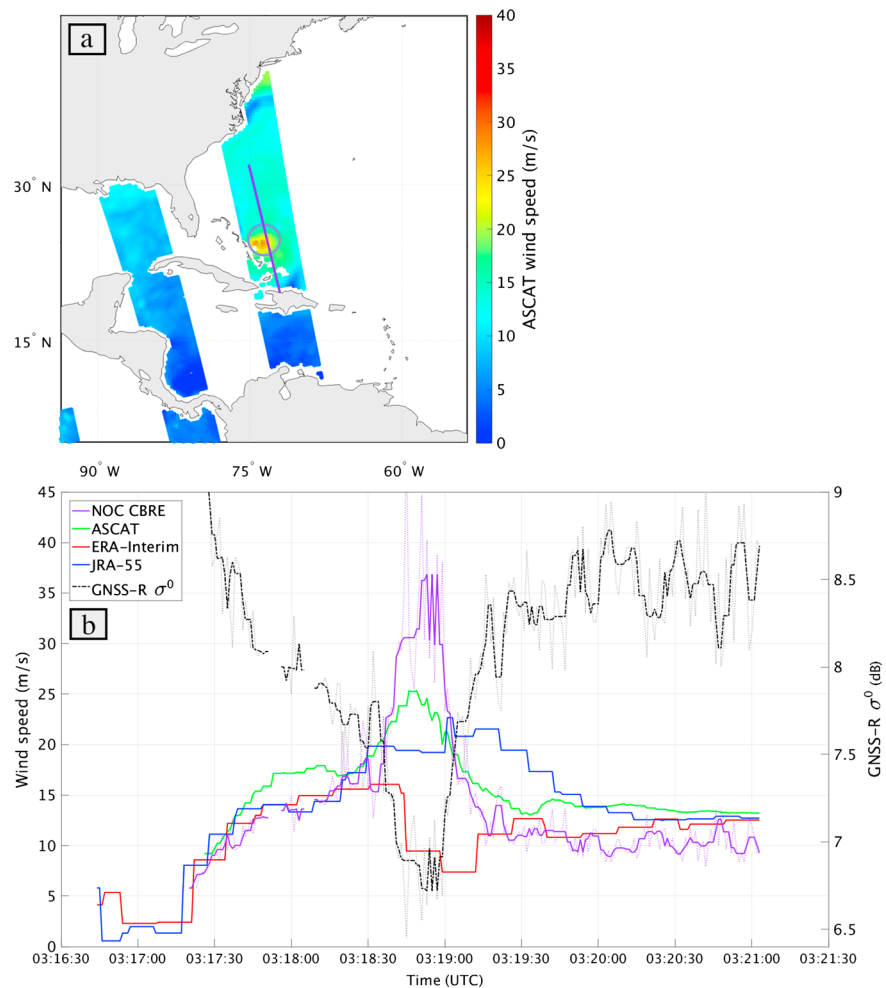 a
30° N
15° N
90° W
75° W
60° W
40
35
30
25
20
15
10
5
0
ASCAT wind speed (m/s)
NOC CBRE
ASCAT
ERA-Interim
JRA-55
GNSS-R σ⁰
b
45
40
35
30
25
20
15
10
5
0
Wind speed (m/s)
9
8.5
8
7.5
7
6.5
GNSS-R σ⁰ (dB)
03:16:30
03:17:00
03:17:30
03:18:00
03:18:30
03:19:00
03:19:30
03:20:00
03:20:30
03:21:00
03:21:30
Time (UTC)